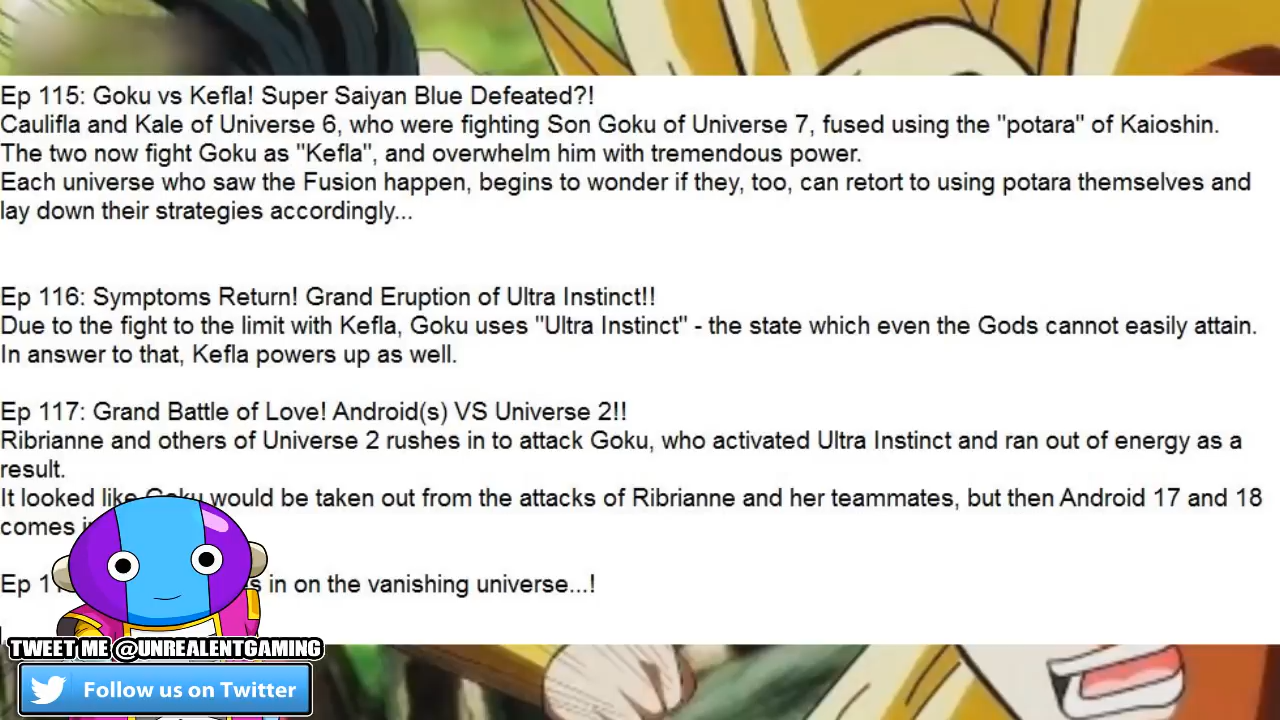 Ep 115: Goku vs Kefla! Super Saiyan Blue Defeated?!
Caulifla and Kale of Universe 6, who were fighting Son Goku of Universe 7, fused using the "potara" of Kaioshin.
The two now fight Goku as "Kefla", and overwhelm him with tremendous power.
Each universe who saw the Fusion happen, begins to wonder if they, too, can retort to using potara themselves and
lay down their strategies accordingly...
Ep 116: Symptoms Return! Grand Eruption of Ultra Instinct!!
Due to the fight to the limit with Kefla, Goku uses "Ultra Instinct" - the state which even the Gods cannot easily attain.
In answer to that, Kefla powers up as well.
Ep 117: Grand Battle of Love! Android(s) VS Universe 2!!
Ribrianne and others of Universe 2 rushes in to attack Goku, who activated Ultra Instinct and ran out of energy as a
result.
It looked like Goku would be taken out from the attacks of Ribrianne and her teammates, but then Android 17 and 18
comes
Ep in on the vanishing universe...!
TWEET ME @UNREALENTGAMING
Follow us on Twitter